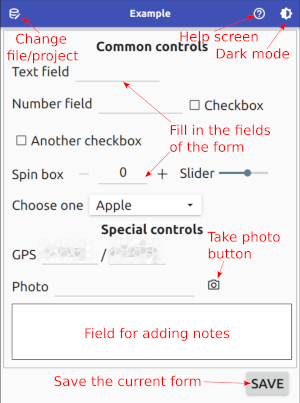 Example
Help screen
Change
file/project
Dark mode
Common controls
Text field
Number field
Checkbox
Fill in the fields
of the form
Another checkbox
Spin box
0
Slider
Choose one
Apple
Special controls
GPS
/
Take photo
button
Photo
Field for adding notes
Save the current form
SAVE